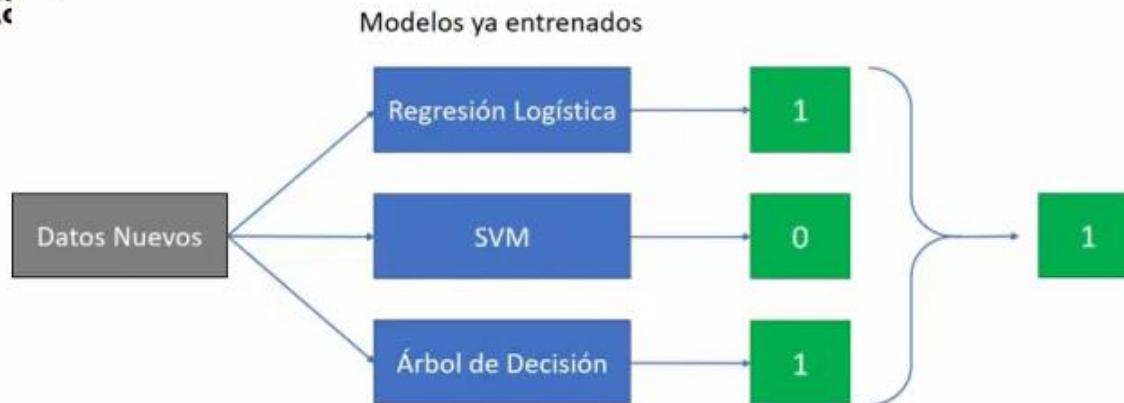 Modelos ya entrenados
Regresión Logística
1
Datos Nuevos
SVM
0
1
Árbol de Decisión
1